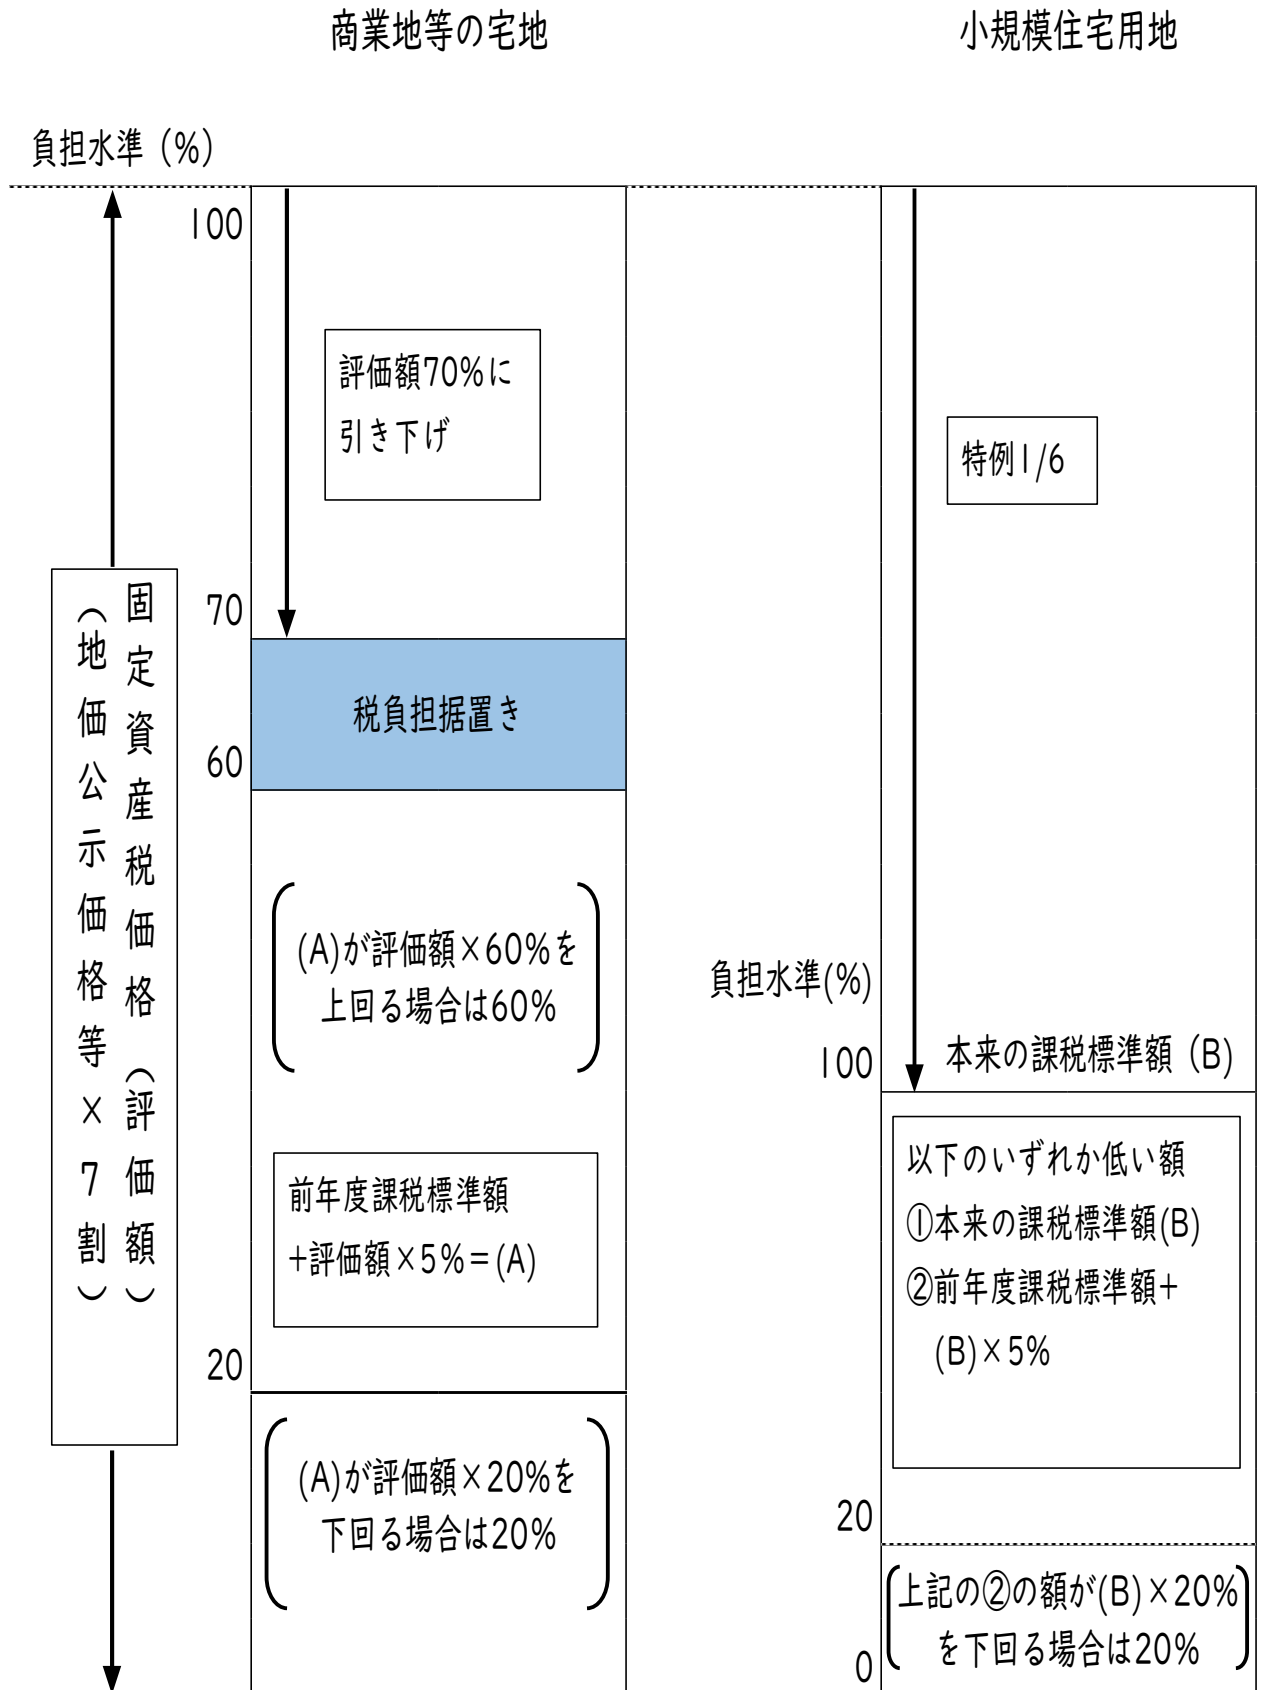 商業地等の宅地
小規模住宅用地
負担水準（%）
100
評価額70%に
引き下げ
特例1/6
固定資産税価格（評価額）
（地価公示価格等×7割）
70
税負担据置き
60
(A)が評価額×60%を
上回る場合は60%
負担水準(%)
100
本来の課税標準額（B)
前年度課税標準額
+評価額×5%=(A)
以下のいずれか低い額
①本来の課税標準額(B)
②前年度課税標準額+
(B)×5%
20
(A)が評価額×20%を
下回る場合は20%
20
上記の②の額が(B)×20%
を下回る場合は20%
0